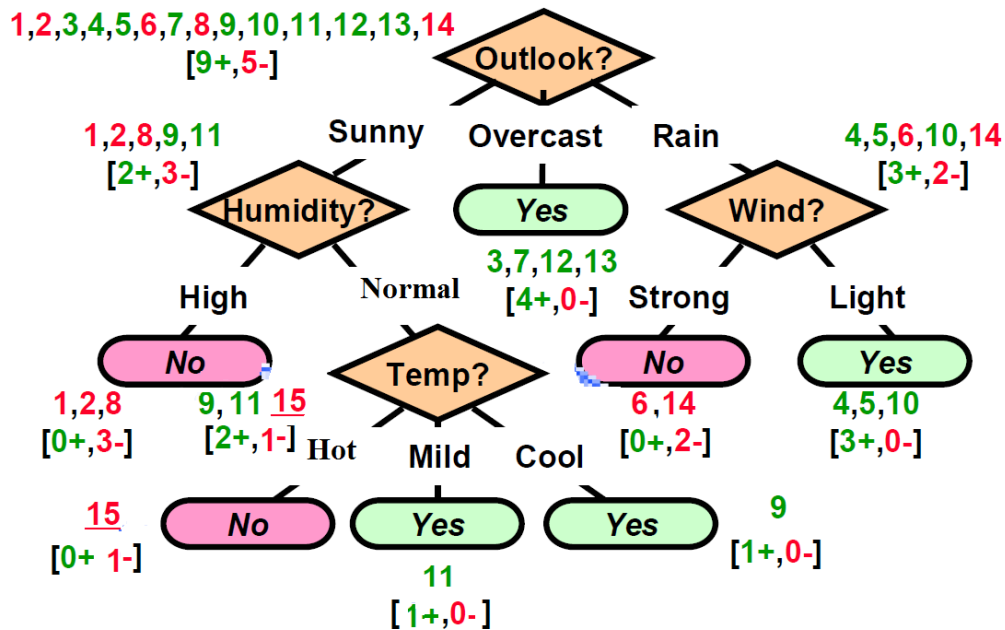 1,2,3,4,5,6,7,8,9,10,11,12,13,14
[9+,5-]
Outlook?
Sunny
Overcast
Rain
1,2,8,9,11
[2+,3-]
4,5,6,10,14
[3+,2-]
Humidity?
Yes
Wind?
3,7,12,13
[4+,0-]
High
Normal
Strong
Light
No
Temp?
No
Yes
1,2,8
[0+,3-]
9,11 15
[2+,1-]
6,14
[0+,2-]
4,5,10
[3+,0-]
Hot
Mild
Cool
15
[0+ 1-]
No
Yes
Yes
9
[1+,0-]
11
[ 1+,0-]